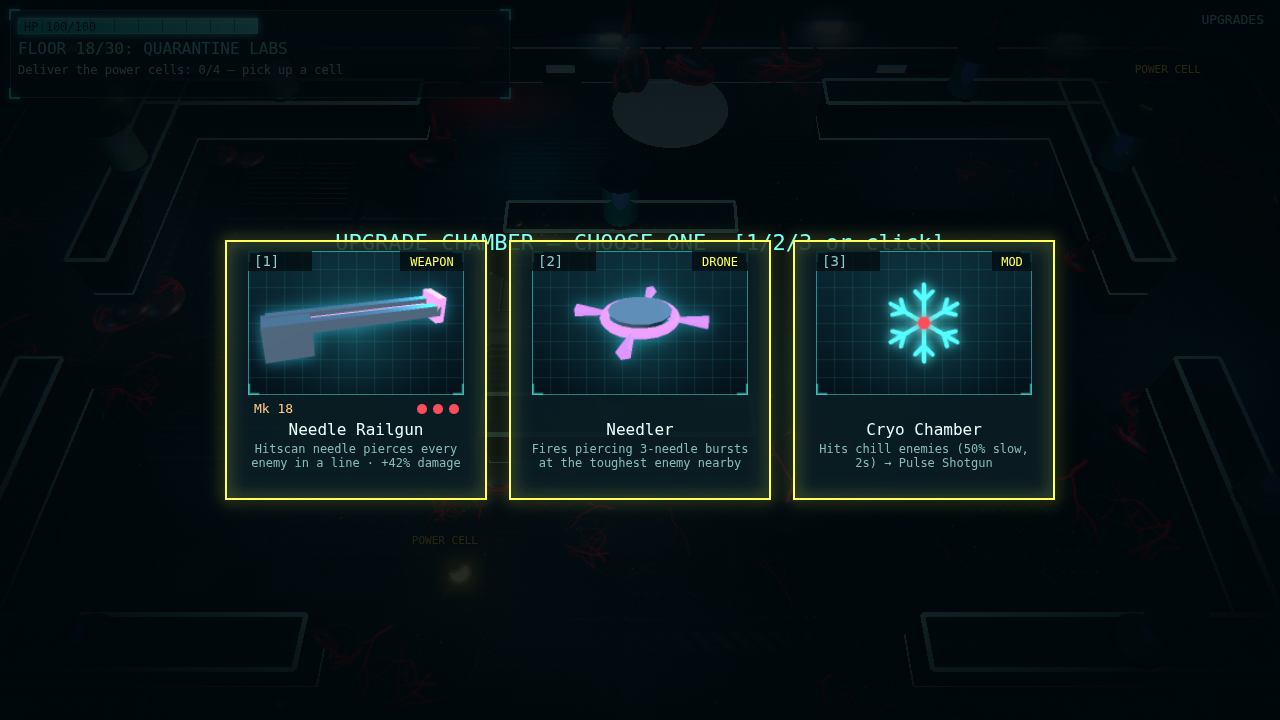 HP 100/100
UPGRADES
FLOOR 18/30: QUARANTINE LABS
Deliver the power cells: 0/4 — pick up a cell
POWER CELL
UPGRADE CHAMBER — CHOOSE ONE [1/2/3 or click]
[1] WEAPON
Mk 18
Needle Railgun
Hitscan needle pierces every
enemy in a line · +42% damage
[2] DRONE
Needler
Fires piercing 3-needle bursts
at the toughest enemy nearby
[3] MOD
Cryo Chamber
Hits chill enemies (50% slow,
2s) → Pulse Shotgun
POWER CELL